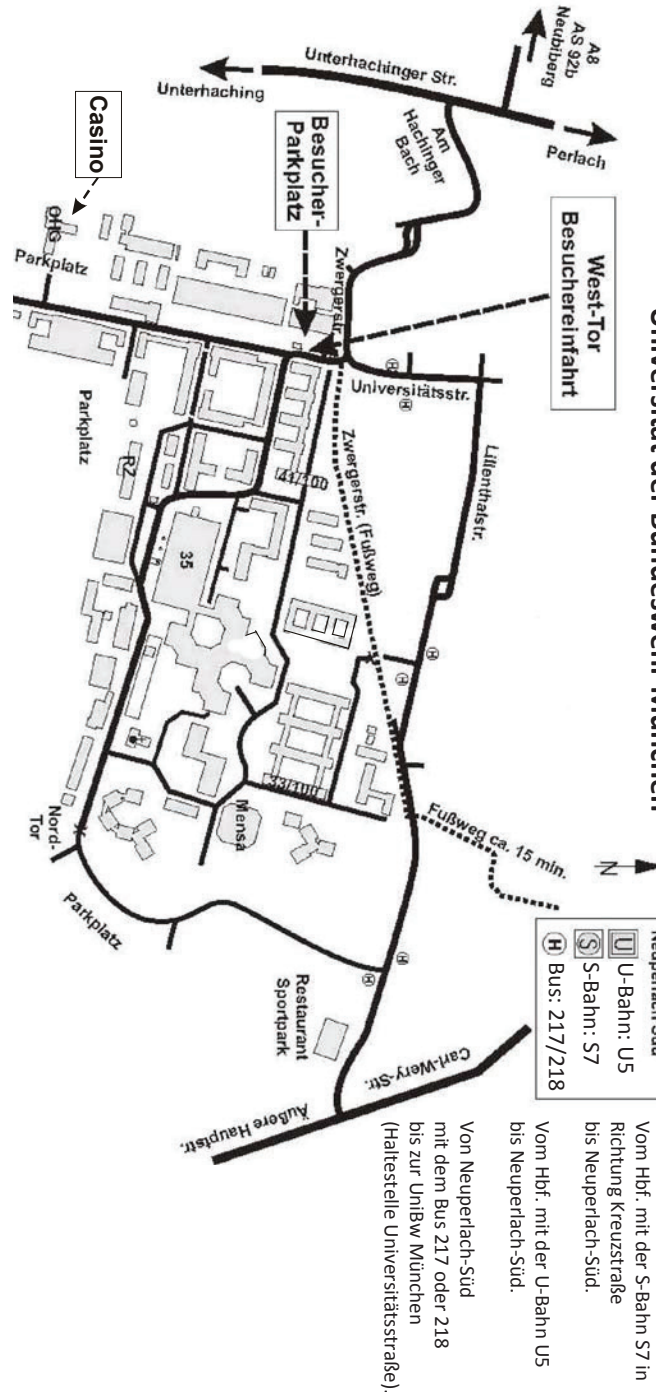 Universität der Bundeswehr München
A8
AS 92b
Neubiberg
Unterhachinger Str.
Unterhaching
Perlach
Am
Hachinger
Bach
West-Tor
Besuchereinfahrt
Besucher-
Parkplatz
Casino
OHG
Parkplatz
Zwergerstr.
Universitätsstr.
H
H
Lilienthalstr.
Zwergerstr. (Fußweg)
41/100
Parkplatz
RZ
35
H
H
33/100
Mensa
Nord-
Tor
Parkplatz
Fußweg ca. 15 min.
N
H
H
Restaurant
Sportpark
Carl-Wery-Str.
Äußere Hauptstr.
Neuperlach Süd
U U-Bahn: U5
S S-Bahn: S7
H Bus: 217/218
Vom Hbf. mit der S-Bahn S7 in
Richtung Kreuzstraße
bis Neuperlach-Süd.
Vom Hbf. mit der U-Bahn U5
bis Neuperlach-Süd.
Von Neuperlach-Süd
mit dem Bus 217 oder 218
bis zur UniBw München
(Haltestelle Universitätsstraße).